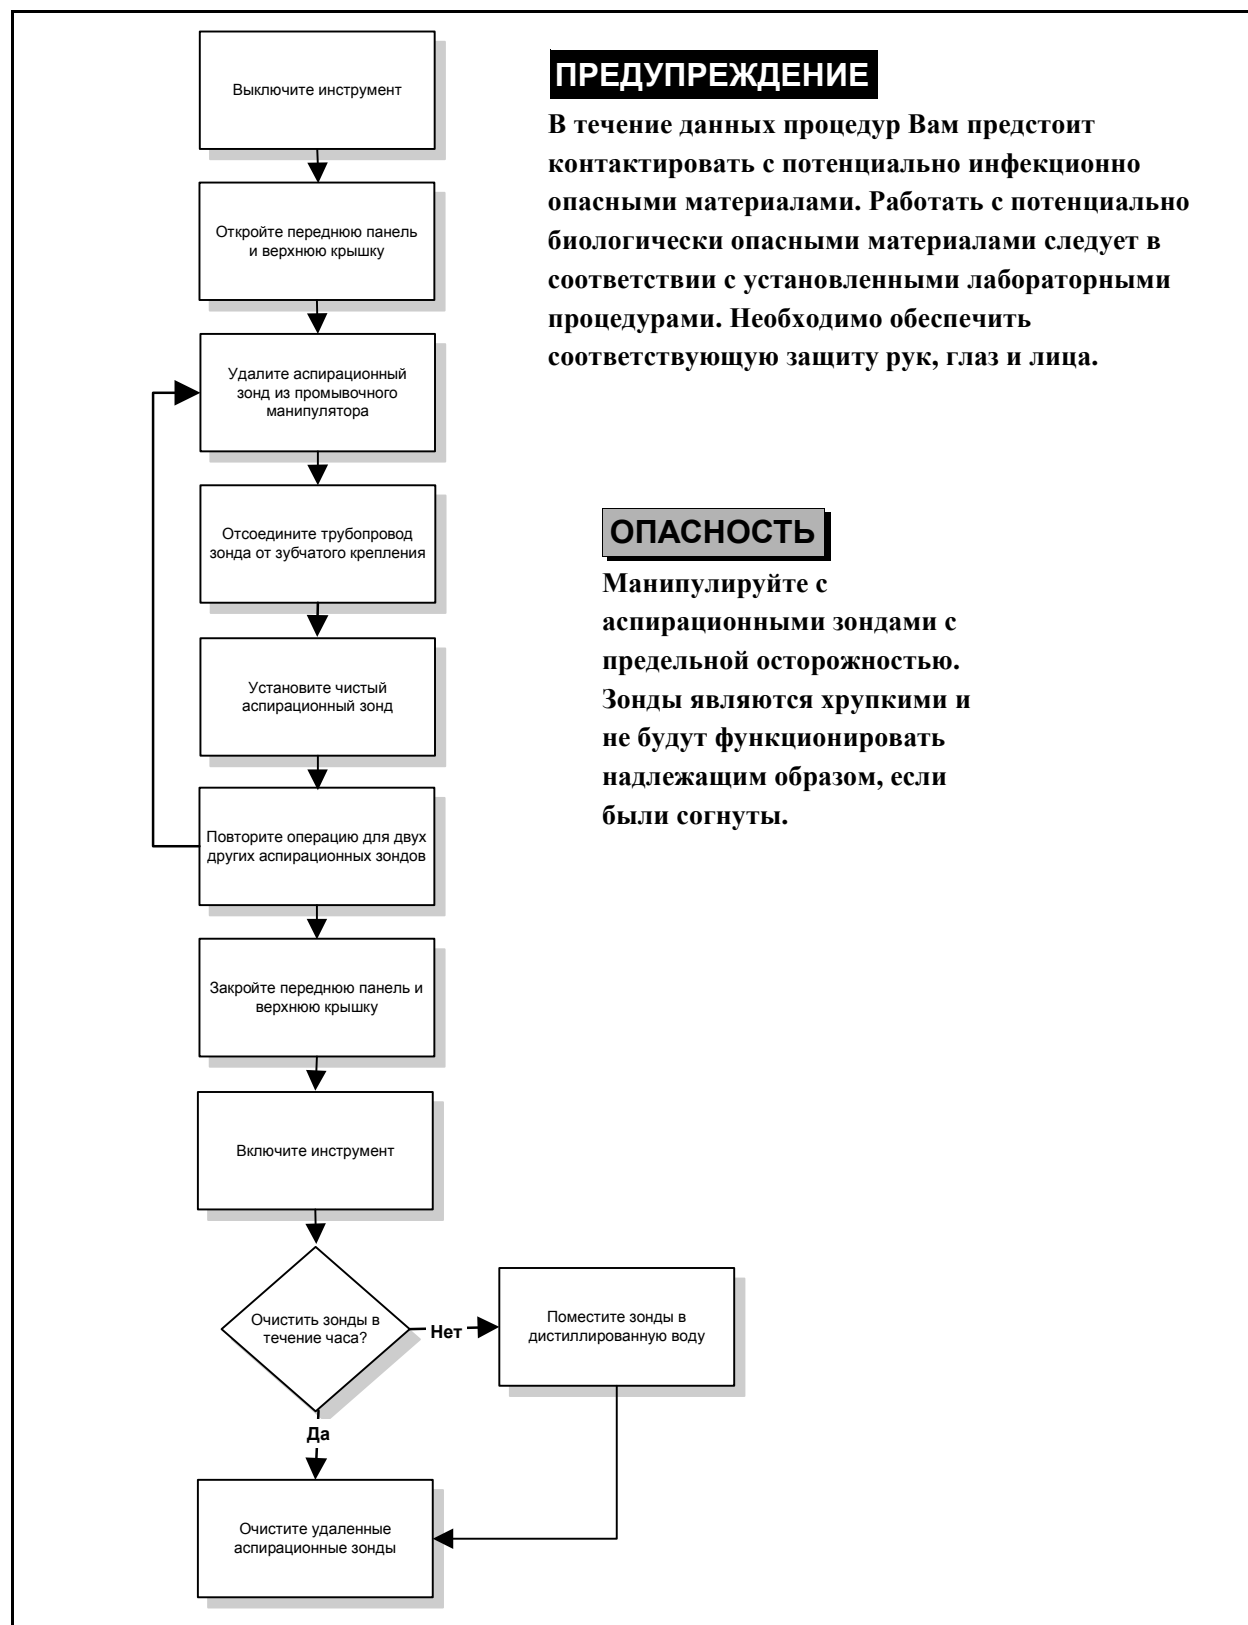 Выключите инструмент
Откройте переднюю панель
и верхнюю крышку
Удалите аспирационный
зонд из промывочного
манипулятора
Отсоедините трубопровод
зонда от зубчатого крепления
Установите чистый
аспирационный зонд
Повторите операцию для двух
других аспирационных зондов
Закройте переднюю панель и
верхнюю крышку
Включите инструмент
Очистить зонды в
течение часа?
Нет
Поместите зонды в
дистиллированную воду
Да
Очистите удаленные
аспирационные зонды
ПРЕДУПРЕЖДЕНИЕ
В течение данных процедур Вам предстоит
контактировать с потенциально инфекционно
опасными материалами. Работать с потенциально
биологически опасными материалами следует в
соответствии с установленными лабораторными
процедурами. Необходимо обеспечить
соответствующую защиту рук, глаз и лица.
ОПАСНОСТЬ
Манипулируйте с
аспирационными зондами с
предельной осторожностью.
Зонды являются хрупкими и
не будут функционировать
надлежащим образом, если
были согнуты.